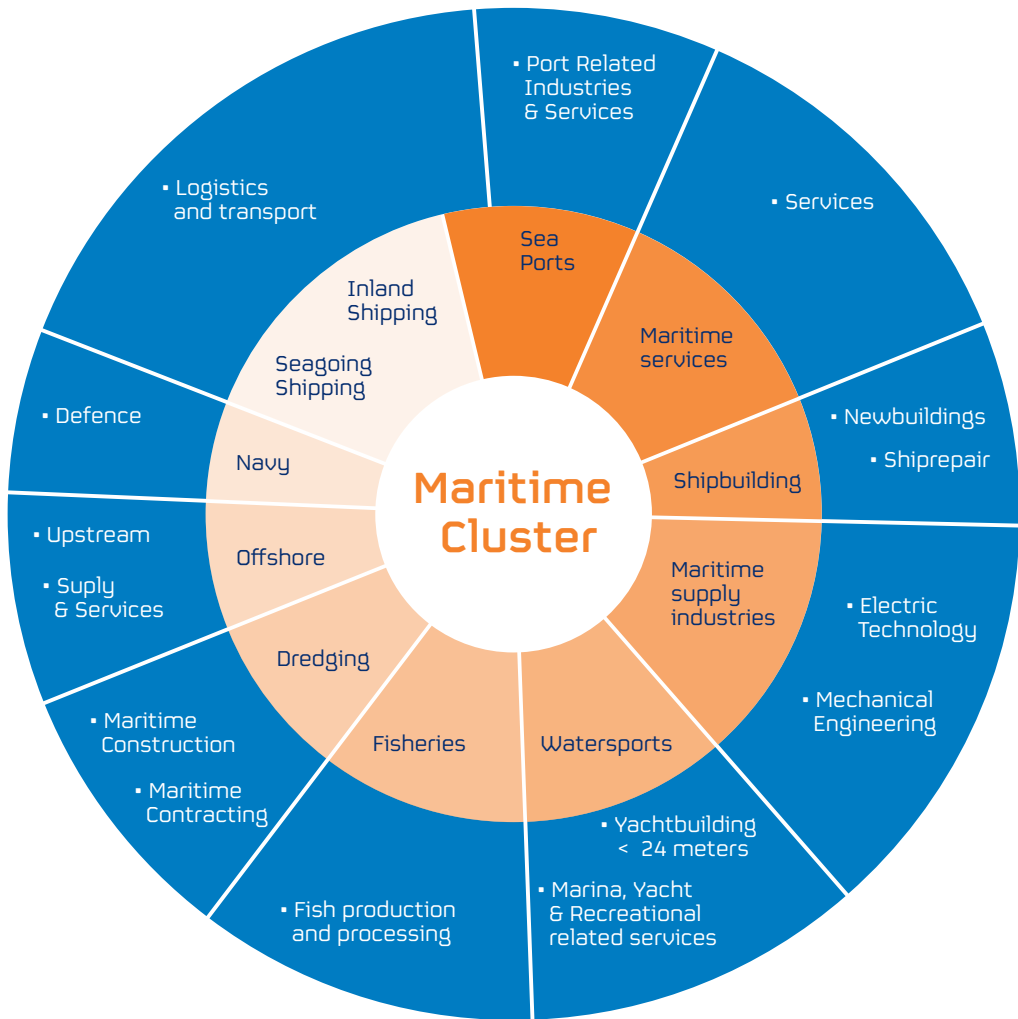 ▪ Port Related
Industries
& Services
▪ Logistics
and transport
▪ Services
Sea
Ports
Inland
Shipping
Maritime
services
Seagoing
Shipping
▪ Defence
▪ Newbuildings
▪ Shiprepair
Navy
Shipbuilding
Maritime
Cluster
▪ Upstream
▪ Suply
& Services
Offshore
Maritime
supply
industries
▪ Electric
Technology
Dredging
▪ Mechanical
Engineering
▪ Maritime
Construction
▪ Maritime
Contracting
Fisheries
Watersports
▪ Yachtbuilding
< 24 meters
▪ Marina, Yacht
& Recreational
related services
▪ Fish production
and processing